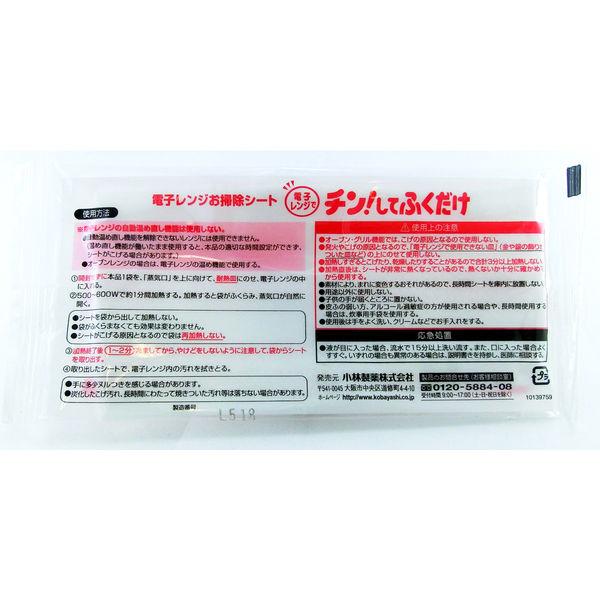 電子レンジお掃除シート
電子
レンジで
チン!してふくだけ
使用方法
※電子レンジの自動温め直し機能は使用しない。
●自動温め直し機能を解除できないレンジには使用できません。
(温め直し機能が働いたまま使用すると、本品の適切な時間設定ができず、
シートがこげる場合があります。)
●オーブンレンジの場合は、電子レンジの温め機能で使用する。
①開封せずに本品1袋を、「蒸気口」を上に向けて、耐熱皿にのせ、電子レンジの中
に入れる。
②500~600Wで約1分間加熱する。加熱すると袋がふくらみ、蒸気口が自然に
開く。
●シートを袋から出して加熱しない。
●袋がふくらまなくても効果は変わりません。
●シートがこげる原因となるので袋は再加熱しない。
③加熱終了後(1~2分)さましてから、やけどをしないように注意して、袋からシート
を取り出す。
④取り出したシートで、電子レンジ内の汚れを拭きとる。
●手に多少ヌルつきを感じる場合があります。
●炭化したこげ汚れ、長時間にわたって焼きついた汚れ等は落ちない場合があります。
製造番号
L518
⚠使用上の注意
●オーブン・グリル機能では、こげの原因となるので使用しない。
●発火やこげの原因となるので、「電子レンジで使用できない皿」(金や銀の飾りが
ついた皿など)の上にのせて使用しない。
●加熱しすぎるとこげたり、乾燥したりすることがあるので合計3分以上加熱しない。
●加熱直後は、シートが非常に熱くなっているので、熱くないか十分に確かめて
から使用する。
●素材により、まれに変色するおそれがあるので、長時間シートを庫内に放置しない。
●用途以外に使用しない。
●子供の手が届くところに置かない。
●皮ふの弱い方、アルコール過敏症の方が使用される場合や、長時間使用する
場合は、炊事用手袋を使用する。
●使用後は手をよく洗い、クリームなどでお手入れをする。
応急処置
●液が目に入った場合、流水で15分以上洗い流す。また、口に入った場合よく
すすぐ。いずれの場合も異常のある場合は、説明書きを持参し、医師に相談する。
発売元 小林製薬株式会社
〒541-0045 大阪市中央区道修町4-4-10
ホームページ http://www.kobayashi.co.jp
製品のお問合せ先(お客様相談室)
0120-5884-08
受付時間 9:00~17:00(土・日・祝日を除く)
プラ
10139759